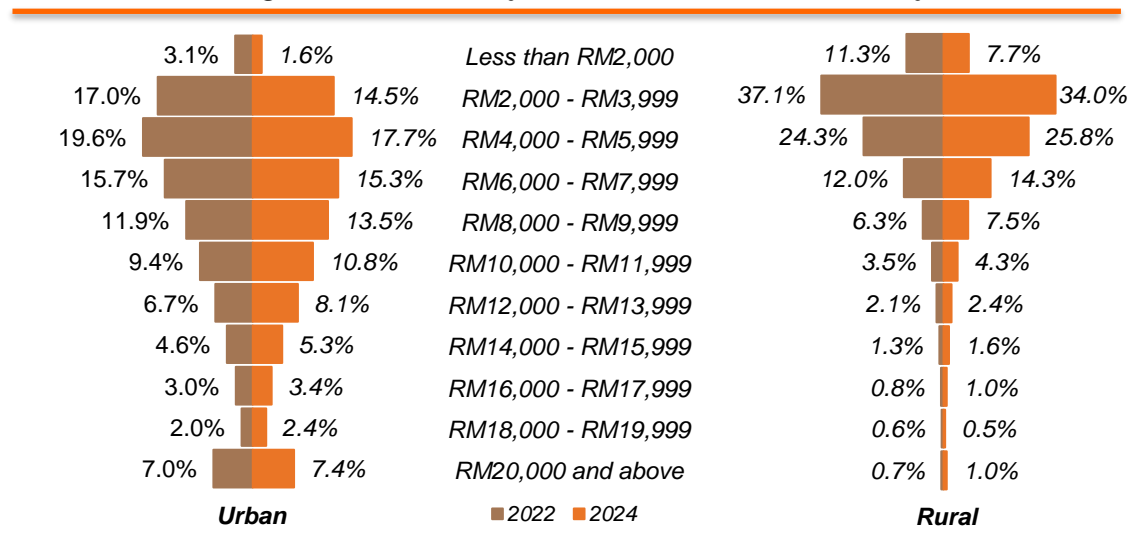 3.1% 1.6% Less than RM2,000 11.3% 7.7%
17.0% 14.5% RM2,000 - RM3,999 37.1% 34.0%
19.6% 17.7% RM4,000 - RM5,999 24.3% 25.8%
15.7% 15.3% RM6,000 - RM7,999 12.0% 14.3%
11.9% 13.5% RM8,000 - RM9,999 6.3% 7.5%
9.4% 10.8% RM10,000 - RM11,999 3.5% 4.3%
6.7% 8.1% RM12,000 - RM13,999 2.1% 2.4%
4.6% 5.3% RM14,000 - RM15,999 1.3% 1.6%
3.0% 3.4% RM16,000 - RM17,999 0.8% 1.0%
2.0% 2.4% RM18,000 - RM19,999 0.6% 0.5%
7.0% 7.4% RM20,000 and above 0.7% 1.0%
Urban 2022 2024 Rural